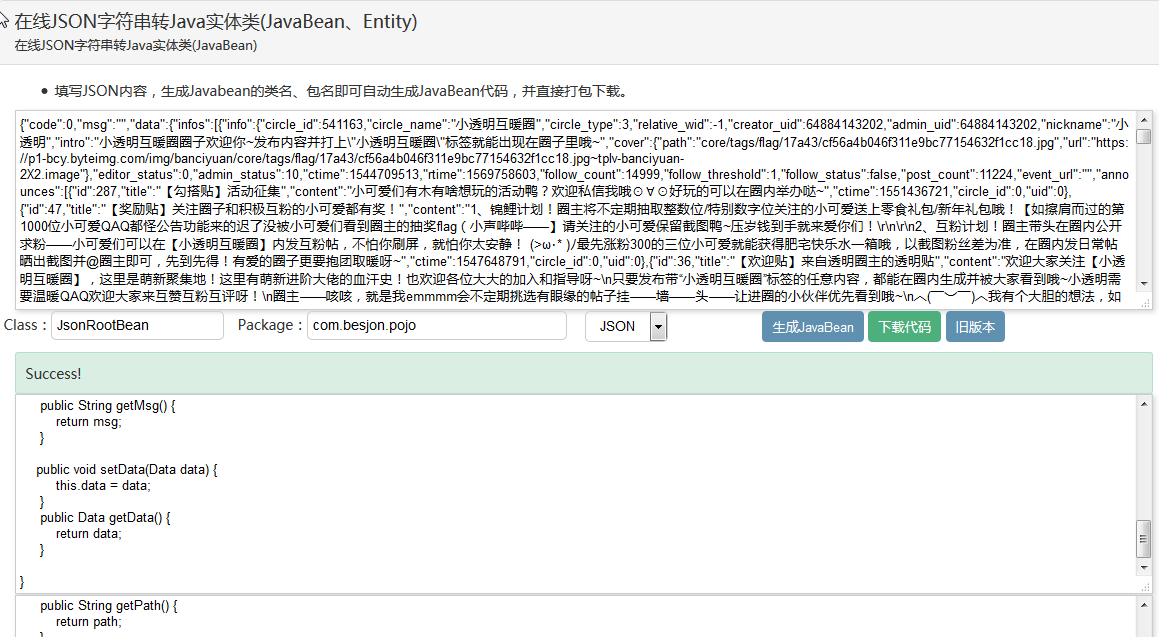 在线JSON字符串转Java实体类(JavaBean、Entity)
在线JSON字符串转Java实体类(JavaBean)
填写JSON内容，生成Javabean的类名、包名即可自动生成JavaBean代码，并直接打包下载。
{"code":0,"msg":"","data":{"infos":[{"info":{"circle_id":541163,"circle_name":"小透明互暖圈","circle_type":3,"relative_wid":-1,"creator_uid":64884143202,"admin_uid":64884143202,"nickname":"小
透明","intro":"小透明互暖圈圈子欢迎你~发布内容并打上\"小透明互暖圈\"标签就能出现在圈子里哦~","cover":{"path":"core/tags/flag/17a43/cf56a4b046f311e9bc77154632bf1cc18.jpg","url":"https:
//p1-bcy.byteimg.com/img/banciyuan/core/tags/flag/17a43/cf56a4b046f311e9bc77154632bf1cc18.jpg~tplv-banciyuan-
2X2.image"},"editor_status":0,"admin_status":10,"ctime":1544709513,"rtime":1569758603,"follow_count":14999,"follow_threshold":1,"follow_status":false,"post_count":11224,"event_url":"","anno
unces":[{"id":287,"title":"【勾搭贴】活动征集","content":"小可爱们有木有啥想玩的活动鸭？欢迎私信我哦⊙∀⊙好玩的可以在圈内举办哒~","ctime":1551436721,"circle_id":0,"uid":0},
{"id":47,"title":"【奖励贴】关注圈子和积极互粉的小可爱都有奖！","content":"1、锦鲤计划！圈主将不定期抽取整数位/特别数字位关注的小可爱送上零食礼包/新年礼包哦！【如擦肩而过的第
1000位小可爱QAQ都怪公告功能来的迟了没被小可爱们看到圈主的抽奖flag（小声哔哔——】请关注的小可爱保留截图鸭~压岁钱到手就来爱你们！\r\n\r\n2、互粉计划！圈主带头在圈内公开
求粉——小可爱们可以在【小透明互暖圈】内发互粉帖，不怕你刷屏，就怕你太安静！ (>ω･* )ﾉ最先涨粉300的三位小可爱就能获得肥宅快乐水一箱哦，以截图粉丝差为准，在圈内发日常帖
晒出截图并@圈主即可，先到先得！有爱的圈子更要抱团取暖呀~","ctime":1547648791,"circle_id":0,"uid":0},{"id":36,"title":"【欢迎贴】来自透明圈主的透明贴","content":"欢迎大家关注【小透
明互暖圈】，这里是萌新聚集地！这里有萌新进阶大佬的血汗史！也欢迎各位大大的加入和指导呀~\n只要发布带“小透明互暖圈”标签的任意内容，都能在圈内生成并被大家看到哦~小透明需
要温暖QAQ欢迎大家来互赞互粉互评呀！\n圈主——咳咳，就是我emmmm会不定期挑选有眼缘的帖子挂——墙——头——让进圈的小伙伴优先看到哦~\n︿(￣︶￣)︿我有个大胆的想法，如
Class : JsonRootBean Package : com.besjon.pojo JSON 生成JavaBean 下载代码 旧版本
Success!
public String getMsg() {
return msg;
}
public void setData(Data data) {
this.data = data;
}
public Data getData() {
return data;
}
}
public String getPath() {
return path;